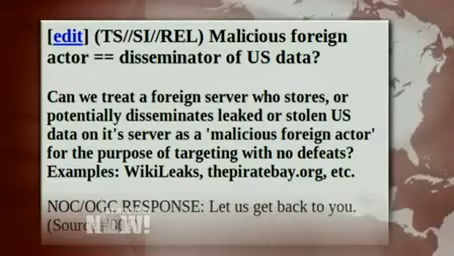 [edit] (TS//SI//REL) Malicious foreign
actor == disseminator of US data?
Can we treat a foreign server who stores, or
potentially disseminates leaked or stolen US
data on it's server as a 'malicious foreign actor'
for the purpose of targeting with no defeats?
Examples: WikiLeaks, thepiratebay.org, etc.
NOC/OGC RESPONSE: Let us get back to you.
NOW!